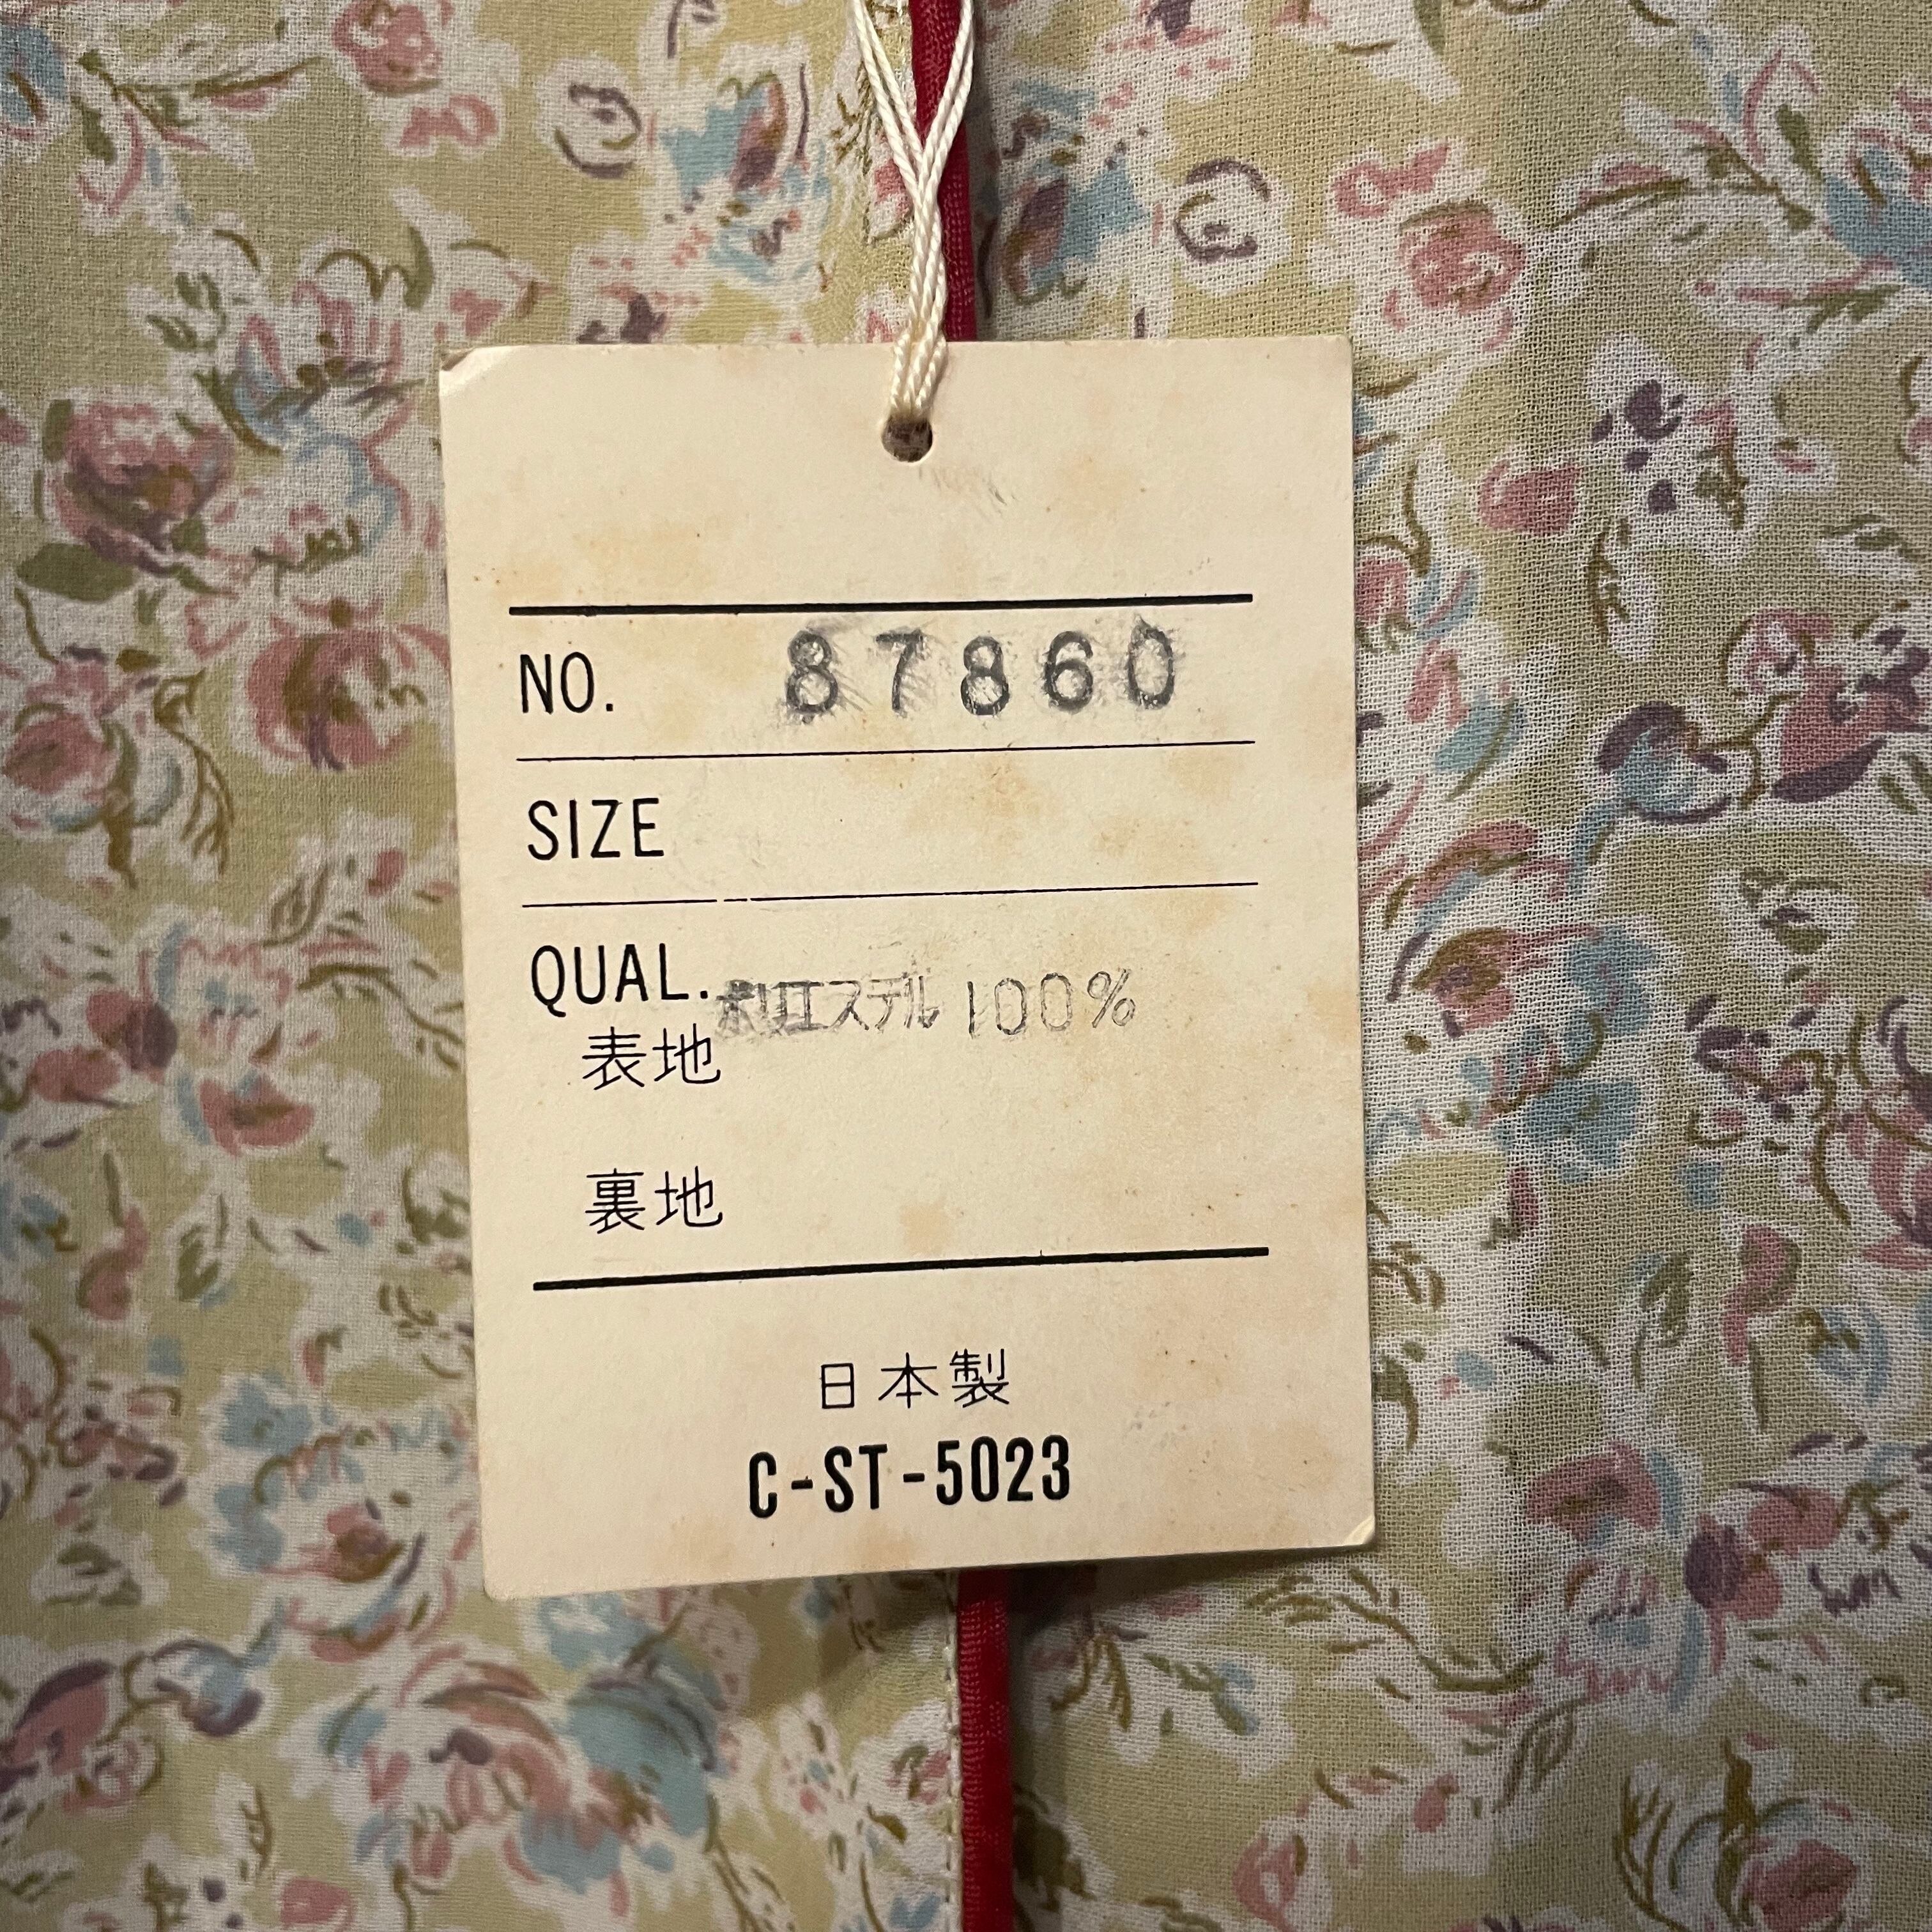 NO. 87860
SIZE
QUAL. ポリエステル 100%
表地
裏地
日本製
C-ST-5023